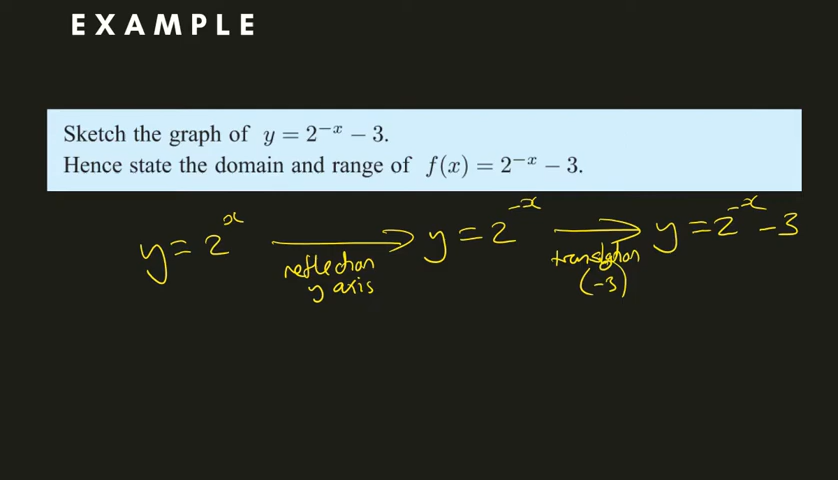 EXAMPLE
Sketch the graph of y = 2^{-x} − 3.
Hence state the domain and range of f(x) = 2^{-x} − 3.
y = 2^x → y = 2^{-x} → y = 2^{-x} - 3
reflection translation
y axis (-3)